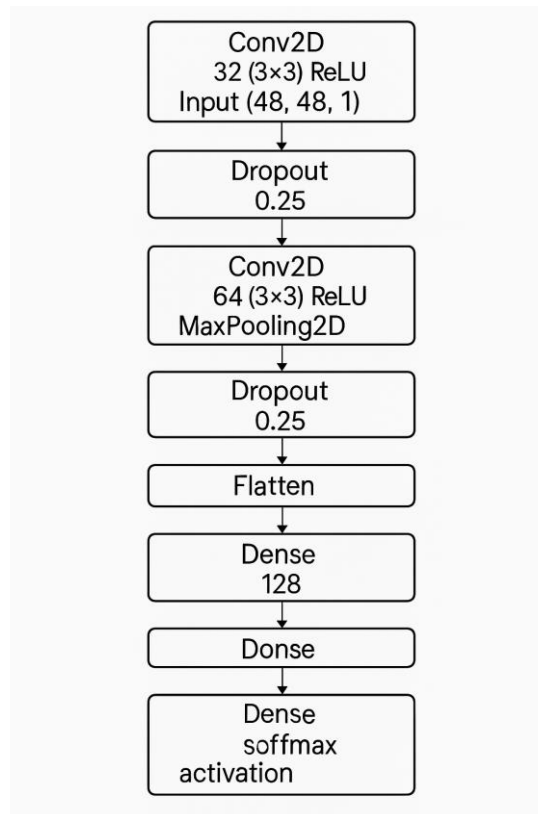 Conv2D
32 (3×3) ReLU
Input (48, 48, 1)
Dropout
0.25
Conv2D
64 (3×3) ReLU
MaxPooling2D
Dropout
0.25
Flatten
Dense
128
Donse
Dense
soffmax
activation